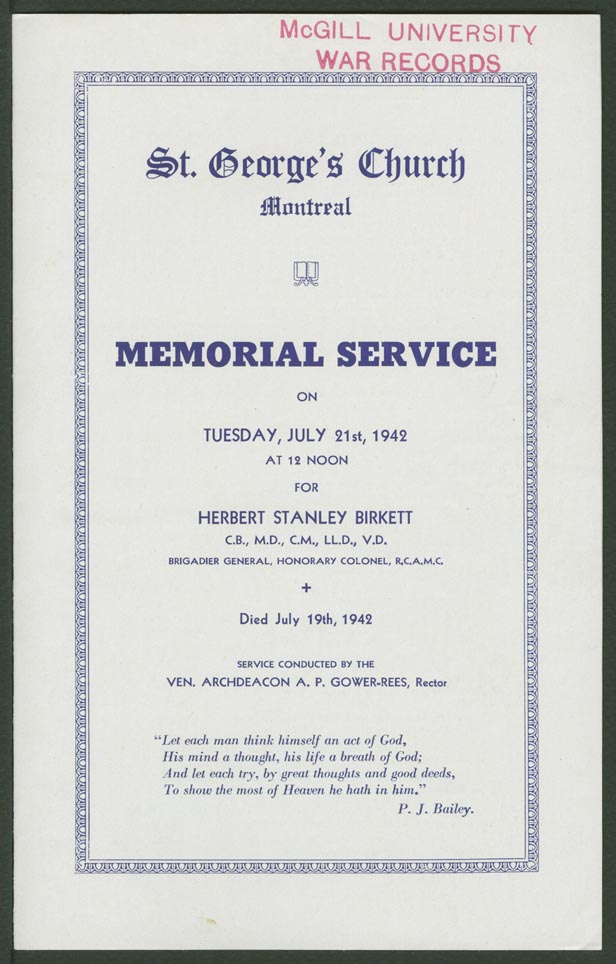 McGILL UNIVERSITY
WAR RECORDS
St. George's Church
Montreal
MEMORIAL SERVICE
ON
TUESDAY, JULY 21st, 1942
AT 12 NOON
FOR
HERBERT STANLEY BIRKETT
C.B., M.D., C.M., LL.D., V.D.
BRIGADIER GENERAL, HONORARY COLONEL, R.C.A.M.C.
+
Died July 19th, 1942
SERVICE CONDUCTED BY THE
VEN. ARCHDEACON A. P. GOWER-REES, Rector
"Let each man think himself an act of God,
His mind a thought, his life a breath of God;
And let each try, by great thoughts and good deeds,
To show the most of Heaven he hath in him."
P. J. Bailey.